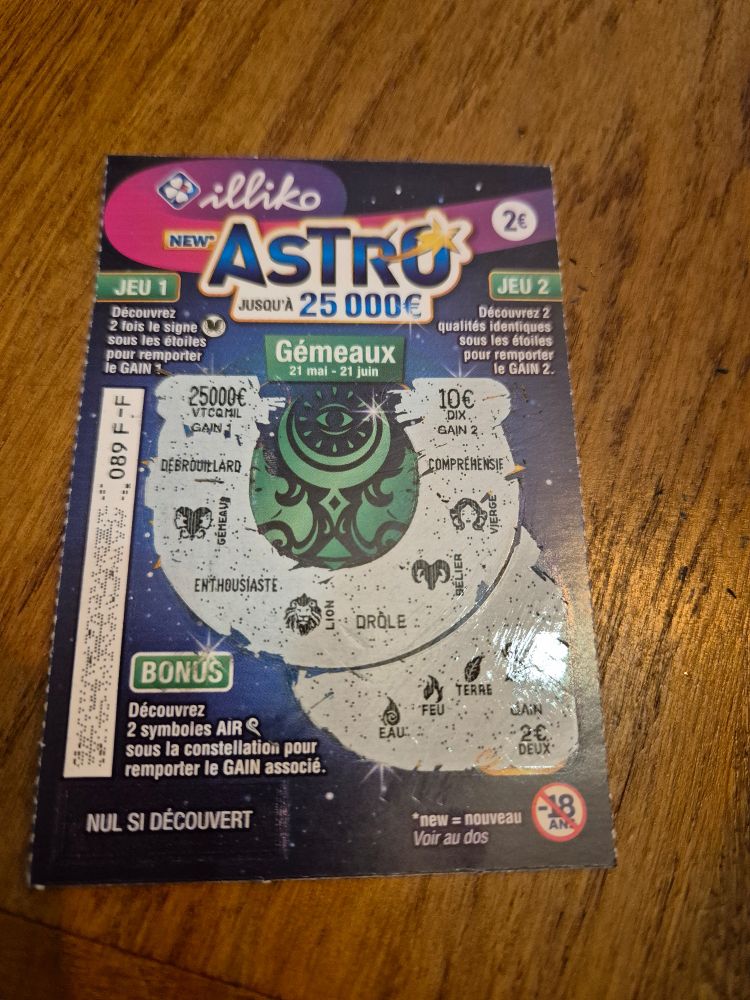 illiko
2€
NEW*
ASTRO
JUSQU'À 25 000€
JEU 1
Découvrez
2 fois le signe
sous les étoiles
pour remporter
le GAIN 1.
JEU 2
Découvrez 2
qualités identiques
sous les étoiles
pour remporter
le GAIN 2.
Gémeaux
21 mai - 21 juin
25000€
VTCQMIL
GAIN 1
10€
DIX
GAIN 2
089 F-F
DÉBROUILLARD
COMPRÉHENSIF
GÉMEAUX
VIERGE
ENTHOUSIASTE
LION
DRÔLE
BÉLIER
BONUS
Découvrez
2 symboles AIR
sous la constellation pour
remporter le GAIN associé.
EAU
FEU
TERRE
GAIN
2€
DEUX
NUL SI DÉCOUVERT
*new = nouveau
Voir au dos
-18
ANS